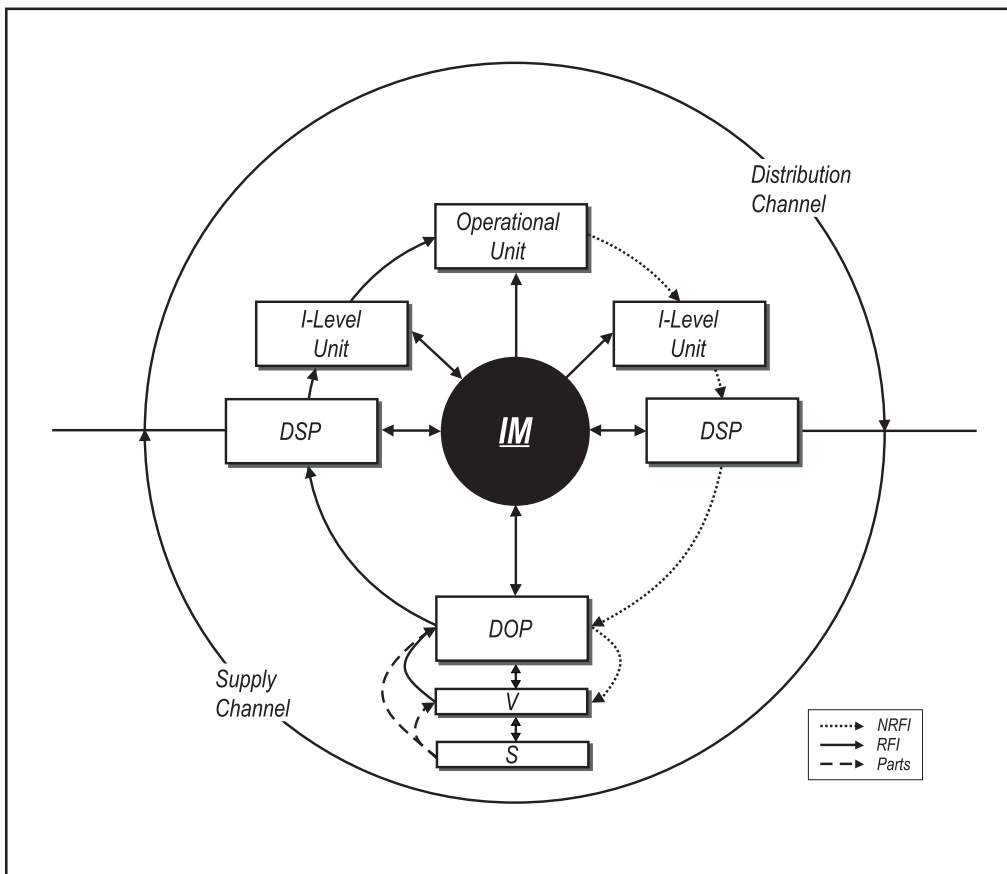 Distribution
Channel
Operational
Unit
I-Level
Unit
I-Level
Unit
DSP
IM
DSP
DOP
Supply
Channel
V
S
NRFI
RFI
Parts